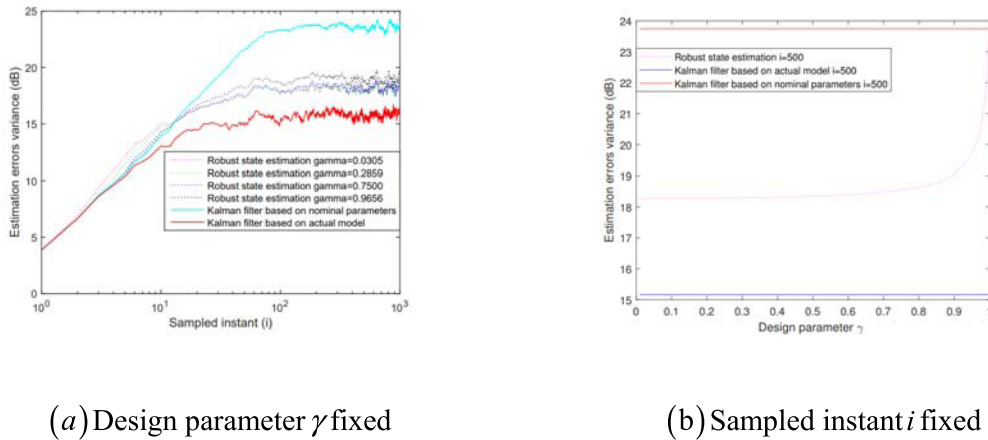 25
20
15
10
5
0
10^0
10^1
10^2
10^3
Estimation errors variance (dB)
Sampled instant (i)
Robust state estimation gamma=0.0305
Robust state estimation gamma=0.2859
Robust state estimation gamma=0.7500
Robust state estimation gamma=0.9656
Kalman filter based on nominal parameters
Kalman filter based on actual model
24
23
22
21
20
19
18
17
16
15
0
0.1
0.2
0.3
0.4
0.5
0.6
0.7
0.8
0.9
Estimation errors variance (dB)
Design parameter γ
Robust state estimation i=500
Kalman filter based on actual model i=500
Kalman filter based on nominal parameters i=500
(a) Design parameter γ fixed
(b) Sampled instant i fixed